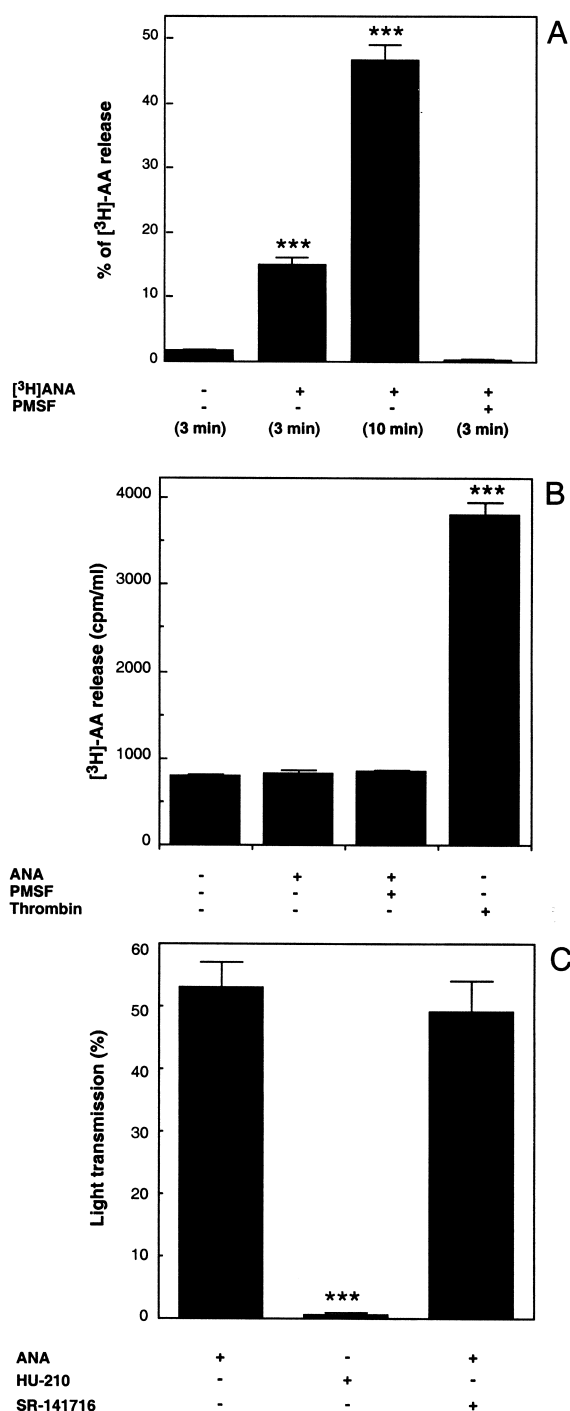 A
50
40
30
20
10
0
% of [³H]-AA release
***
***
[³H]ANA - + + +
PMSF - - - +
(3 min) (3 min) (10 min) (3 min)
B
4000
3000
2000
1000
0
[³H]-AA release (cpm/ml)
***
ANA - + + -
PMSF - - + -
Thrombin - - - +
C
60
50
40
30
20
10
0
Light transmission (%)
***
ANA + - +
HU-210 - + -
SR-141716 - - +